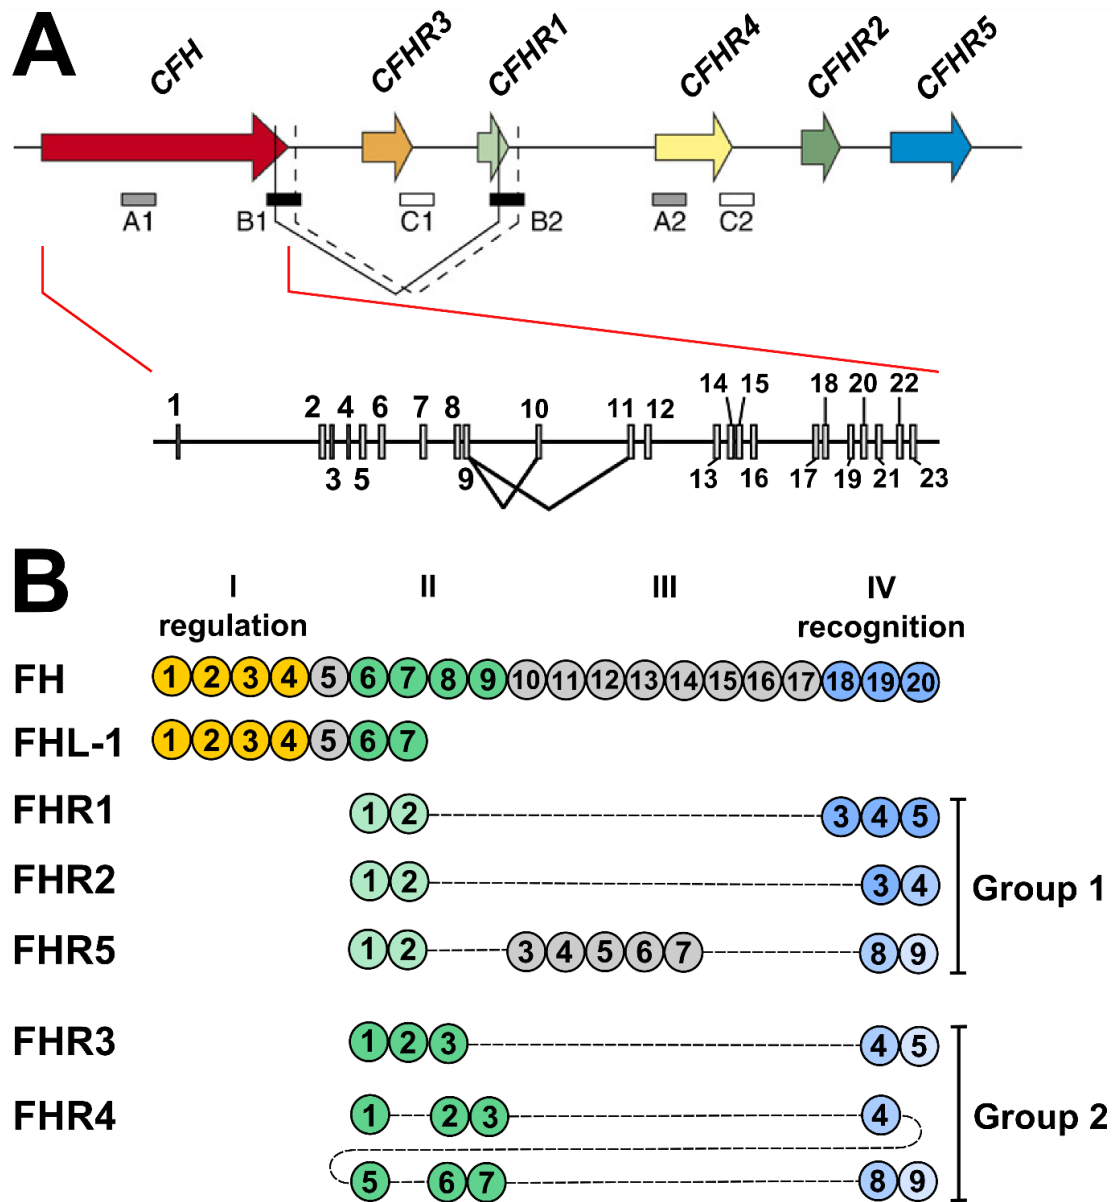 A
CFH CFHR3 CFHR1 CFHR4 CFHR2 CFHR5
A1 B1 C1 B2 A2 C2
14 15 18 20 22
1 2 4 6 7 8 10 11 12
3 5 9 13 16 17 19 21 23
B
I II III IV
regulation recognition
FH 1 2 3 4 5 6 7 8 9 10 11 12 13 14 15 16 17 18 19 20
FHL-1 1 2 3 4 5 6 7
FHR1 1 2 3 4 5
FHR2 1 2 3 4 Group 1
FHR5 1 2 3 4 5 6 7 8 9
FHR3 1 2 3 4 5
FHR4 1 2 3 4 Group 2
5 6 7 8 9